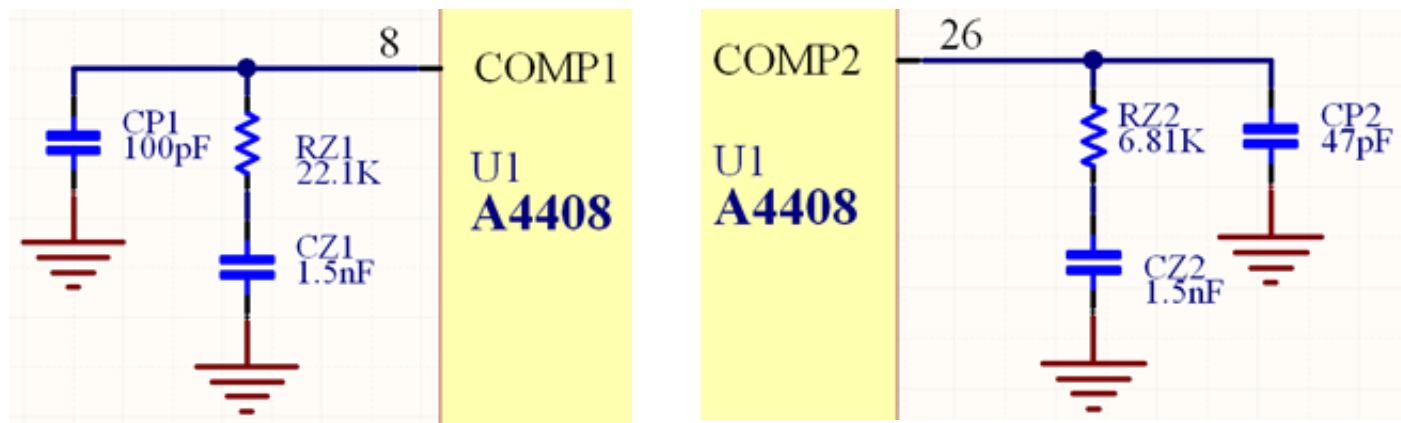 8
COMP1
CP1
100pF
RZ1
22.1K
U1
A4408
CZ1
1.5nF
26
COMP2
RZ2
6.81K
CP2
47pF
U1
A4408
CZ2
1.5nF